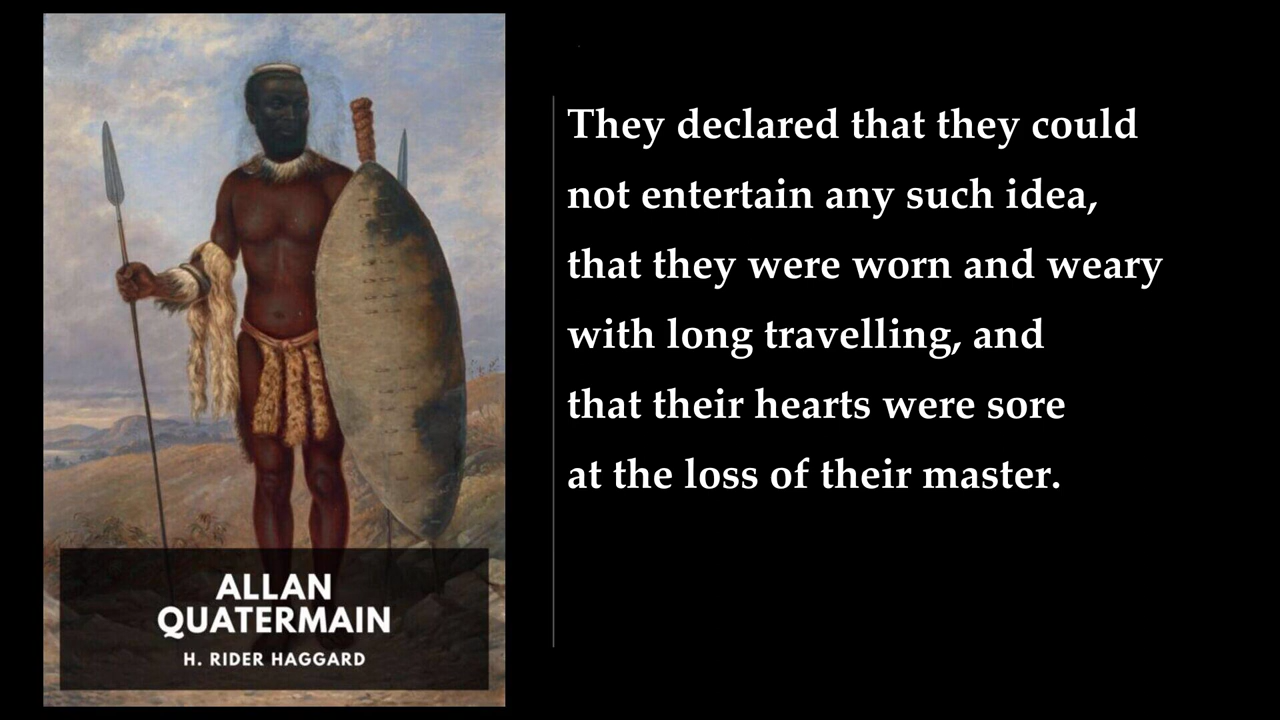 ALLAN
QUATERMAIN
H. RIDER HAGGARD
They declared that they could
not entertain any such idea,
that they were worn and weary
with long travelling, and
that their hearts were sore
at the loss of their master.